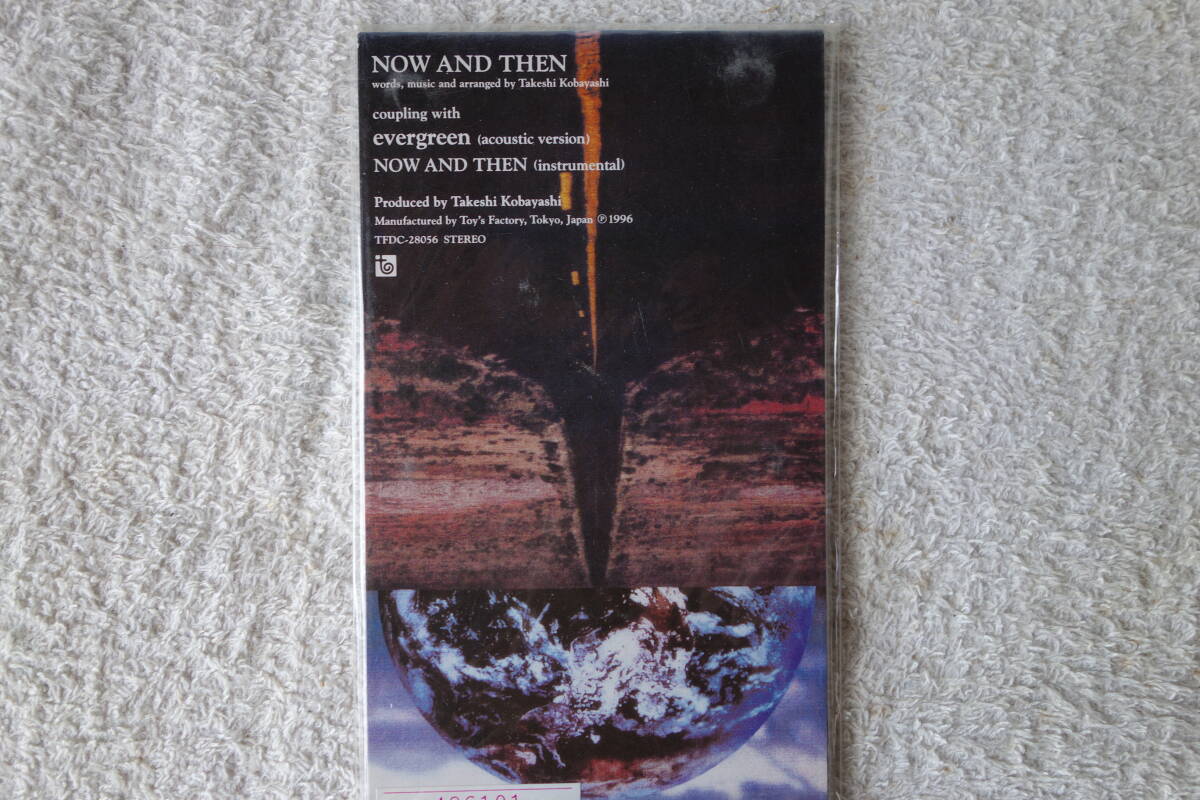 NOW AND THEN
words, music and arranged by Takeshi Kobayashi
coupling with
evergreen (acoustic version)
NOW AND THEN (instrumental)
Produced by Takeshi Kobayashi
Manufactured by Toy's Factory, Tokyo, Japan ℗1996
TFDC-28056 STEREO